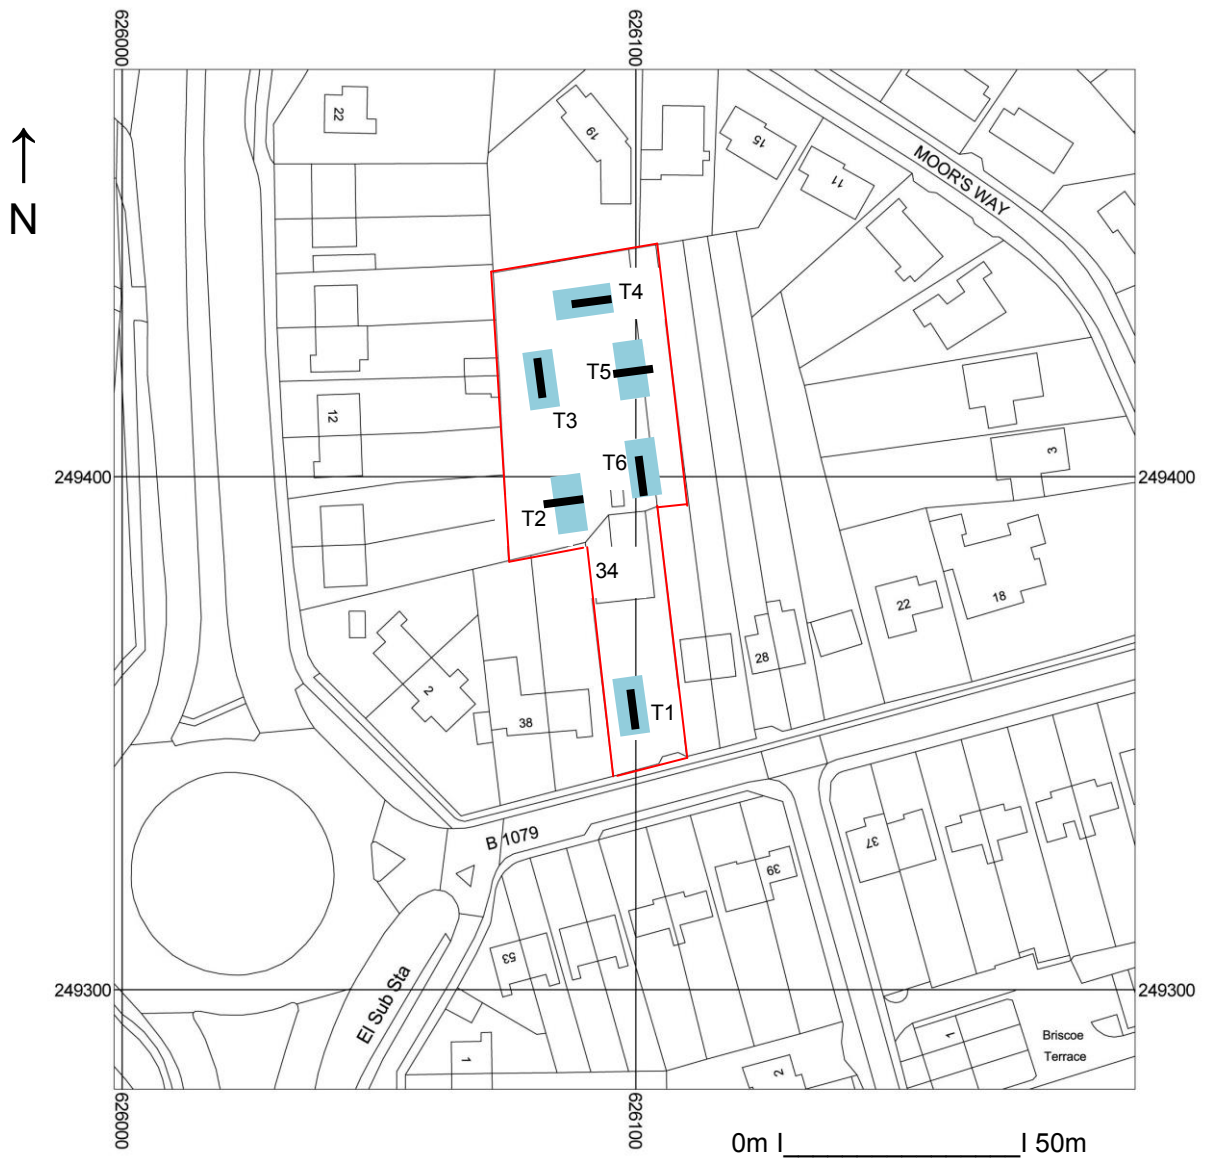 626000
626100
22
19
15
11
MOOR'S WAY
N
T4
T5
T3
12
3
T6
249400
249400
T2
34
22
18
28
2
38
T1
B 1079
37
39
53
El Sub Sta
249300
249300
1
1
Briscoe
Terrace
2
626000
626100
0m I________________I 50m